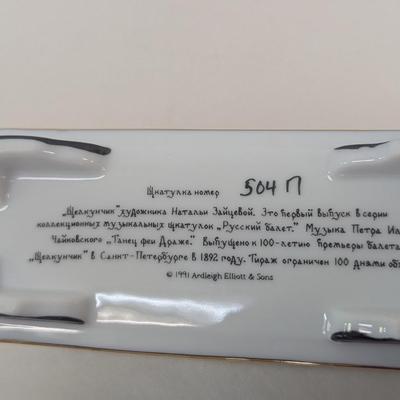 Шкатулка номер 504 П
„Щелкунчик" художника Натальи Зайцевой. Это первый выпуск в серии
коллекционных музыкальных шкатулок „Русский балет." Музыка Петра
Чайковского „Танец феи Драже." Выпущено к 100-летию премьеры балета
„Щелкунчик" в Санкт-Петербурге в 1892 году. Тираж ограничен 100 днями
© 1991 Ardleigh Elliott & Sons